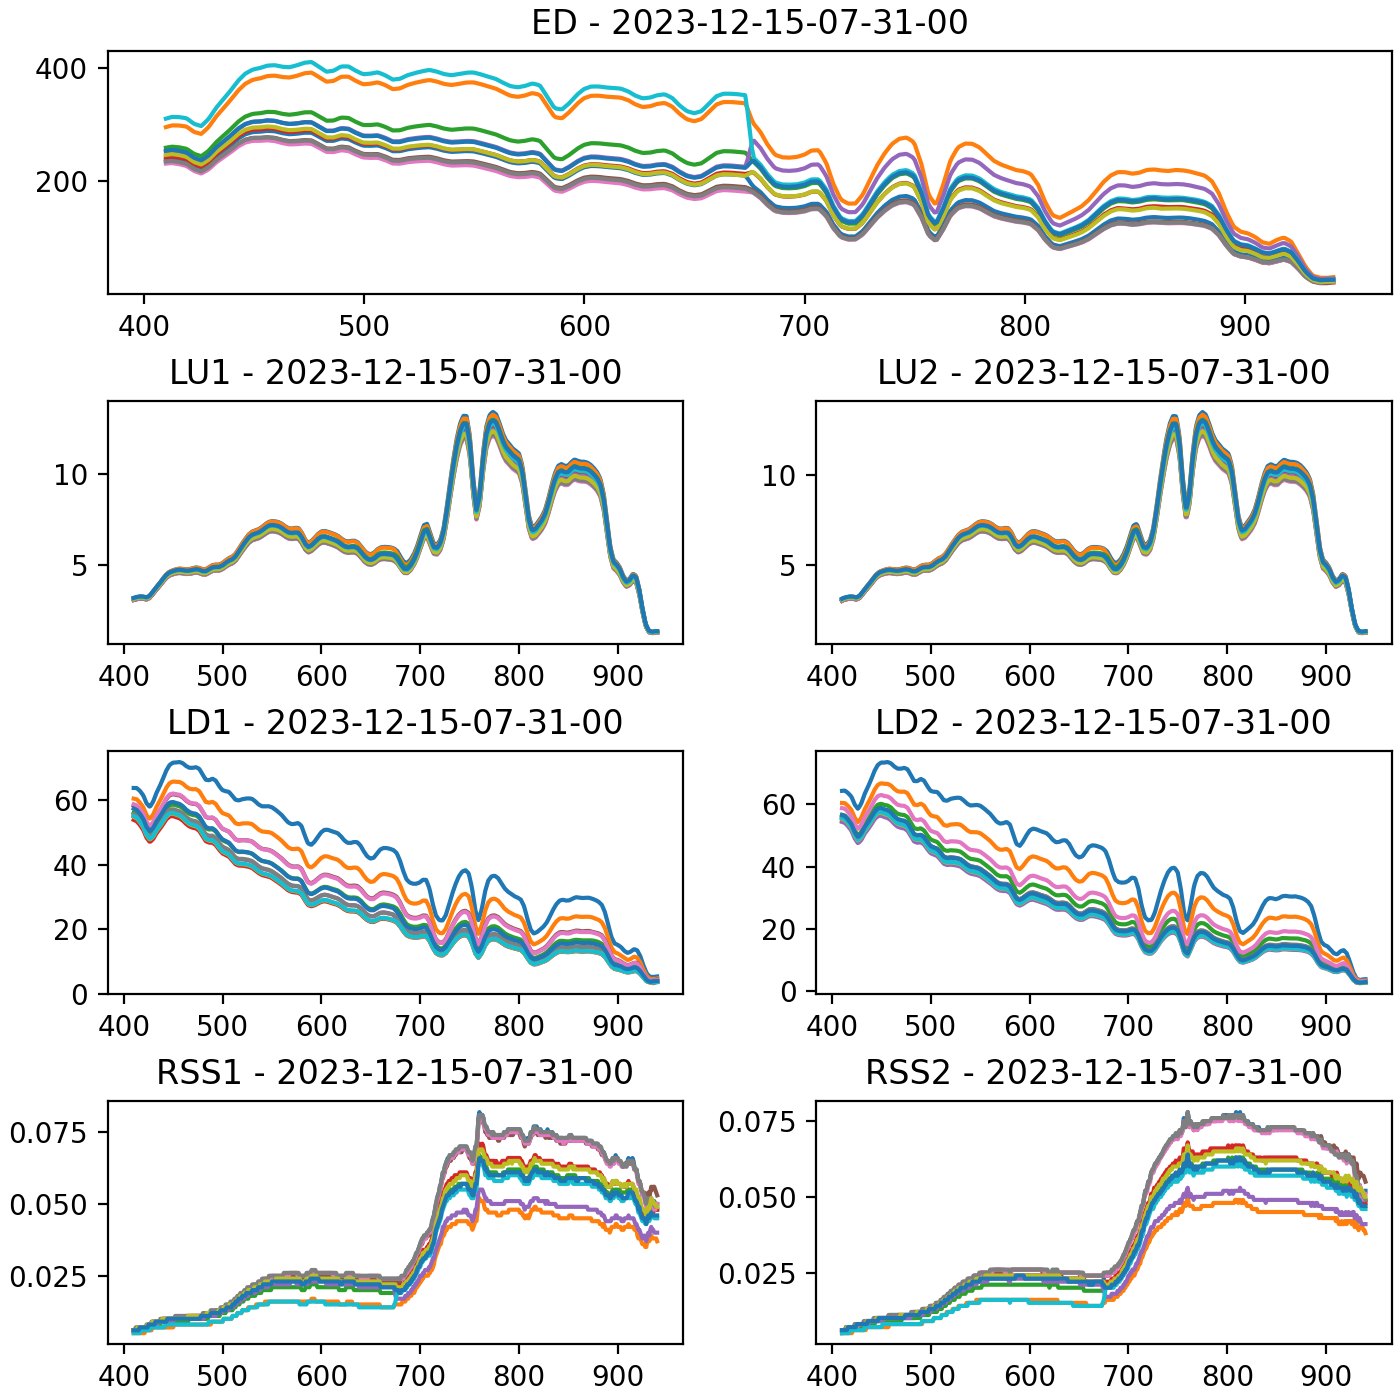 ED - 2023-12-15-07-31-00
400
200
400 500 600 700 800 900
LU1 - 2023-12-15-07-31-00
10
5
400 500 600 700 800 900
LU2 - 2023-12-15-07-31-00
10
5
400 500 600 700 800 900
LD1 - 2023-12-15-07-31-00
60
40
20
0
400 500 600 700 800 900
LD2 - 2023-12-15-07-31-00
60
40
20
0
400 500 600 700 800 900
RSS1 - 2023-12-15-07-31-00
0.075
0.050
0.025
400 500 600 700 800 900
RSS2 - 2023-12-15-07-31-00
0.075
0.050
0.025
400 500 600 700 800 900